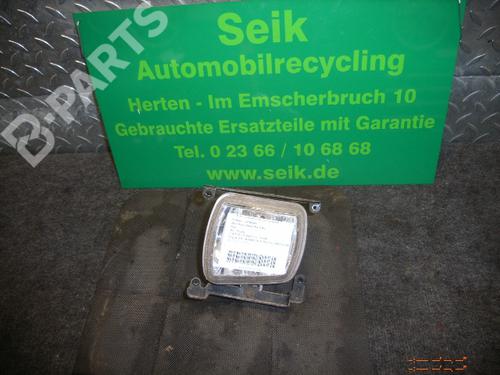 B-PARTS
Seik
Automobilrecycling
Herten - Im Emscherbruch 10
Gebrauchte Ersatzteile mit Garantie
Tel. 0 23 66 / 10 68 68
www.seik.de